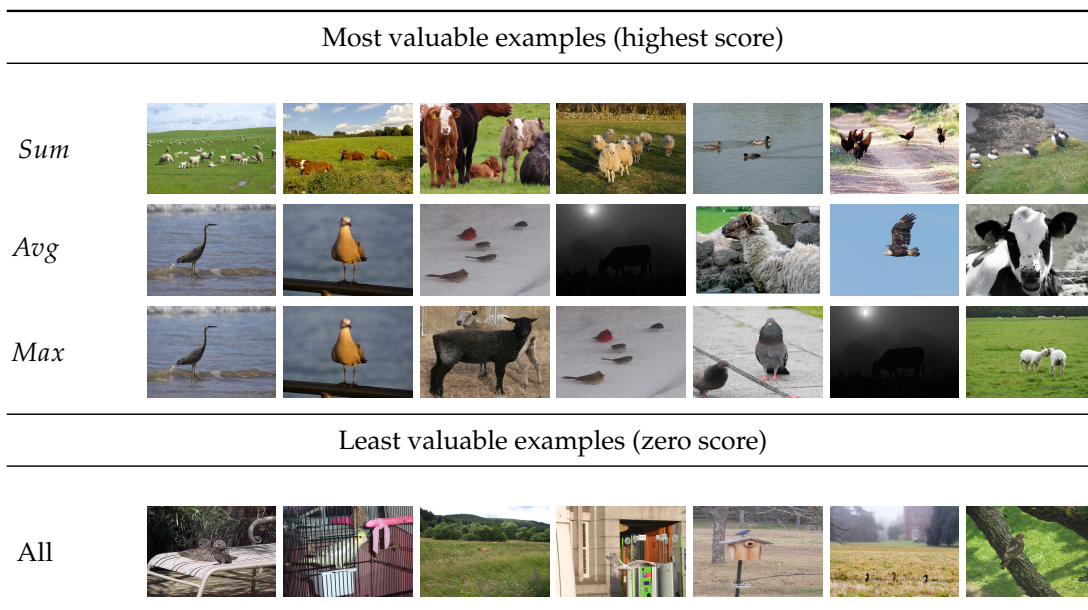 Most valuable examples (highest score)
Sum
Avg
Max
Least valuable examples (zero score)
All